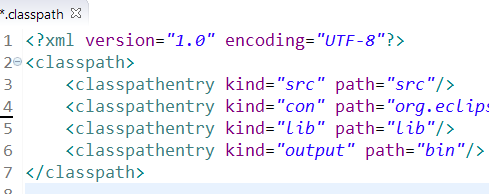 *.classpath
1 <?xml version="1.0" encoding="UTF-8"?>
2 <classpath>
3 <classpathentry kind="src" path="src"/>
4 <classpathentry kind="con" path="org.eclips
5 <classpathentry kind="lib" path="lib"/>
6 <classpathentry kind="output" path="bin"/>
7 </classpath>
8